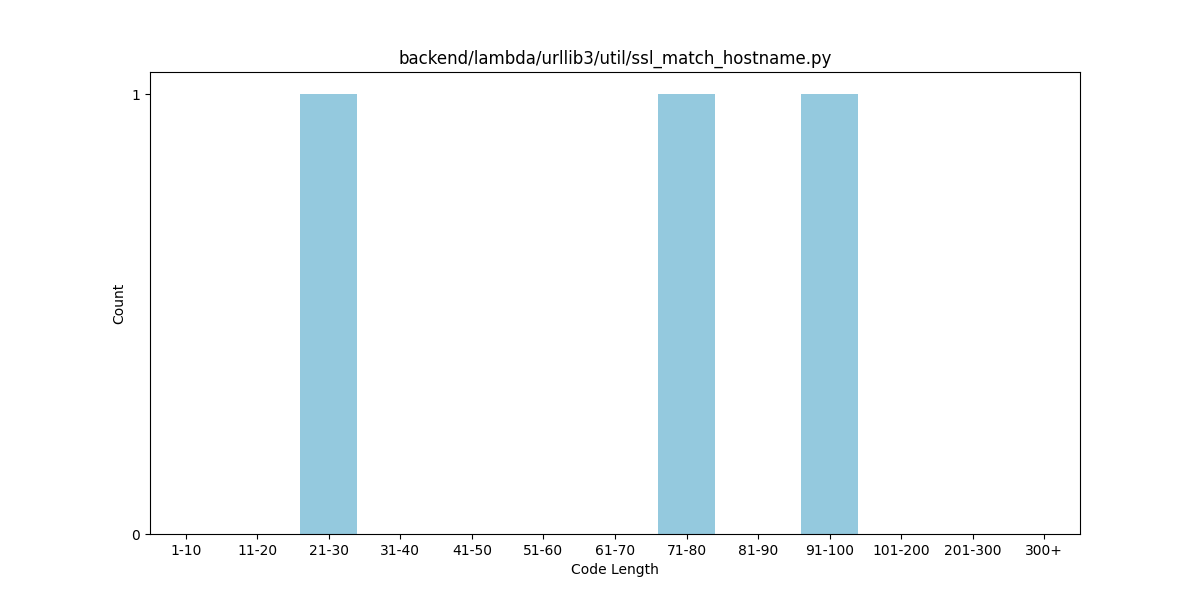 backend/lambda/urllib3/util/ssl_match_hostname.py
Count
1
0
1-10 11-20 21-30 31-40 41-50 51-60 61-70 71-80 81-90 91-100 101-200 201-300 300+
Code Length